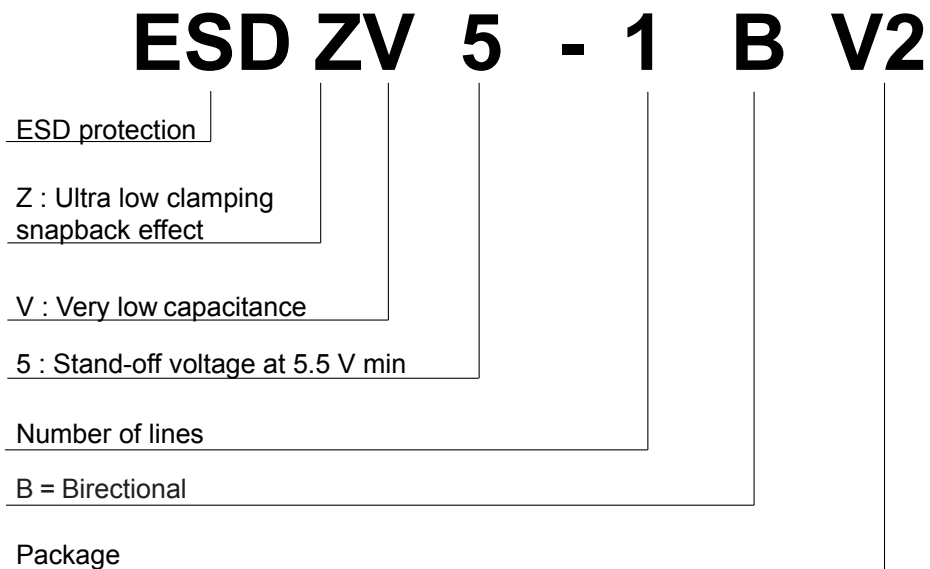 ESD ZV 5 - 1 B V2
ESD protection
Z : Ultra low clamping
snapback effect
V : Very low capacitance
5 : Stand-off voltage at 5.5 V min
Number of lines
B = Birectional
Package